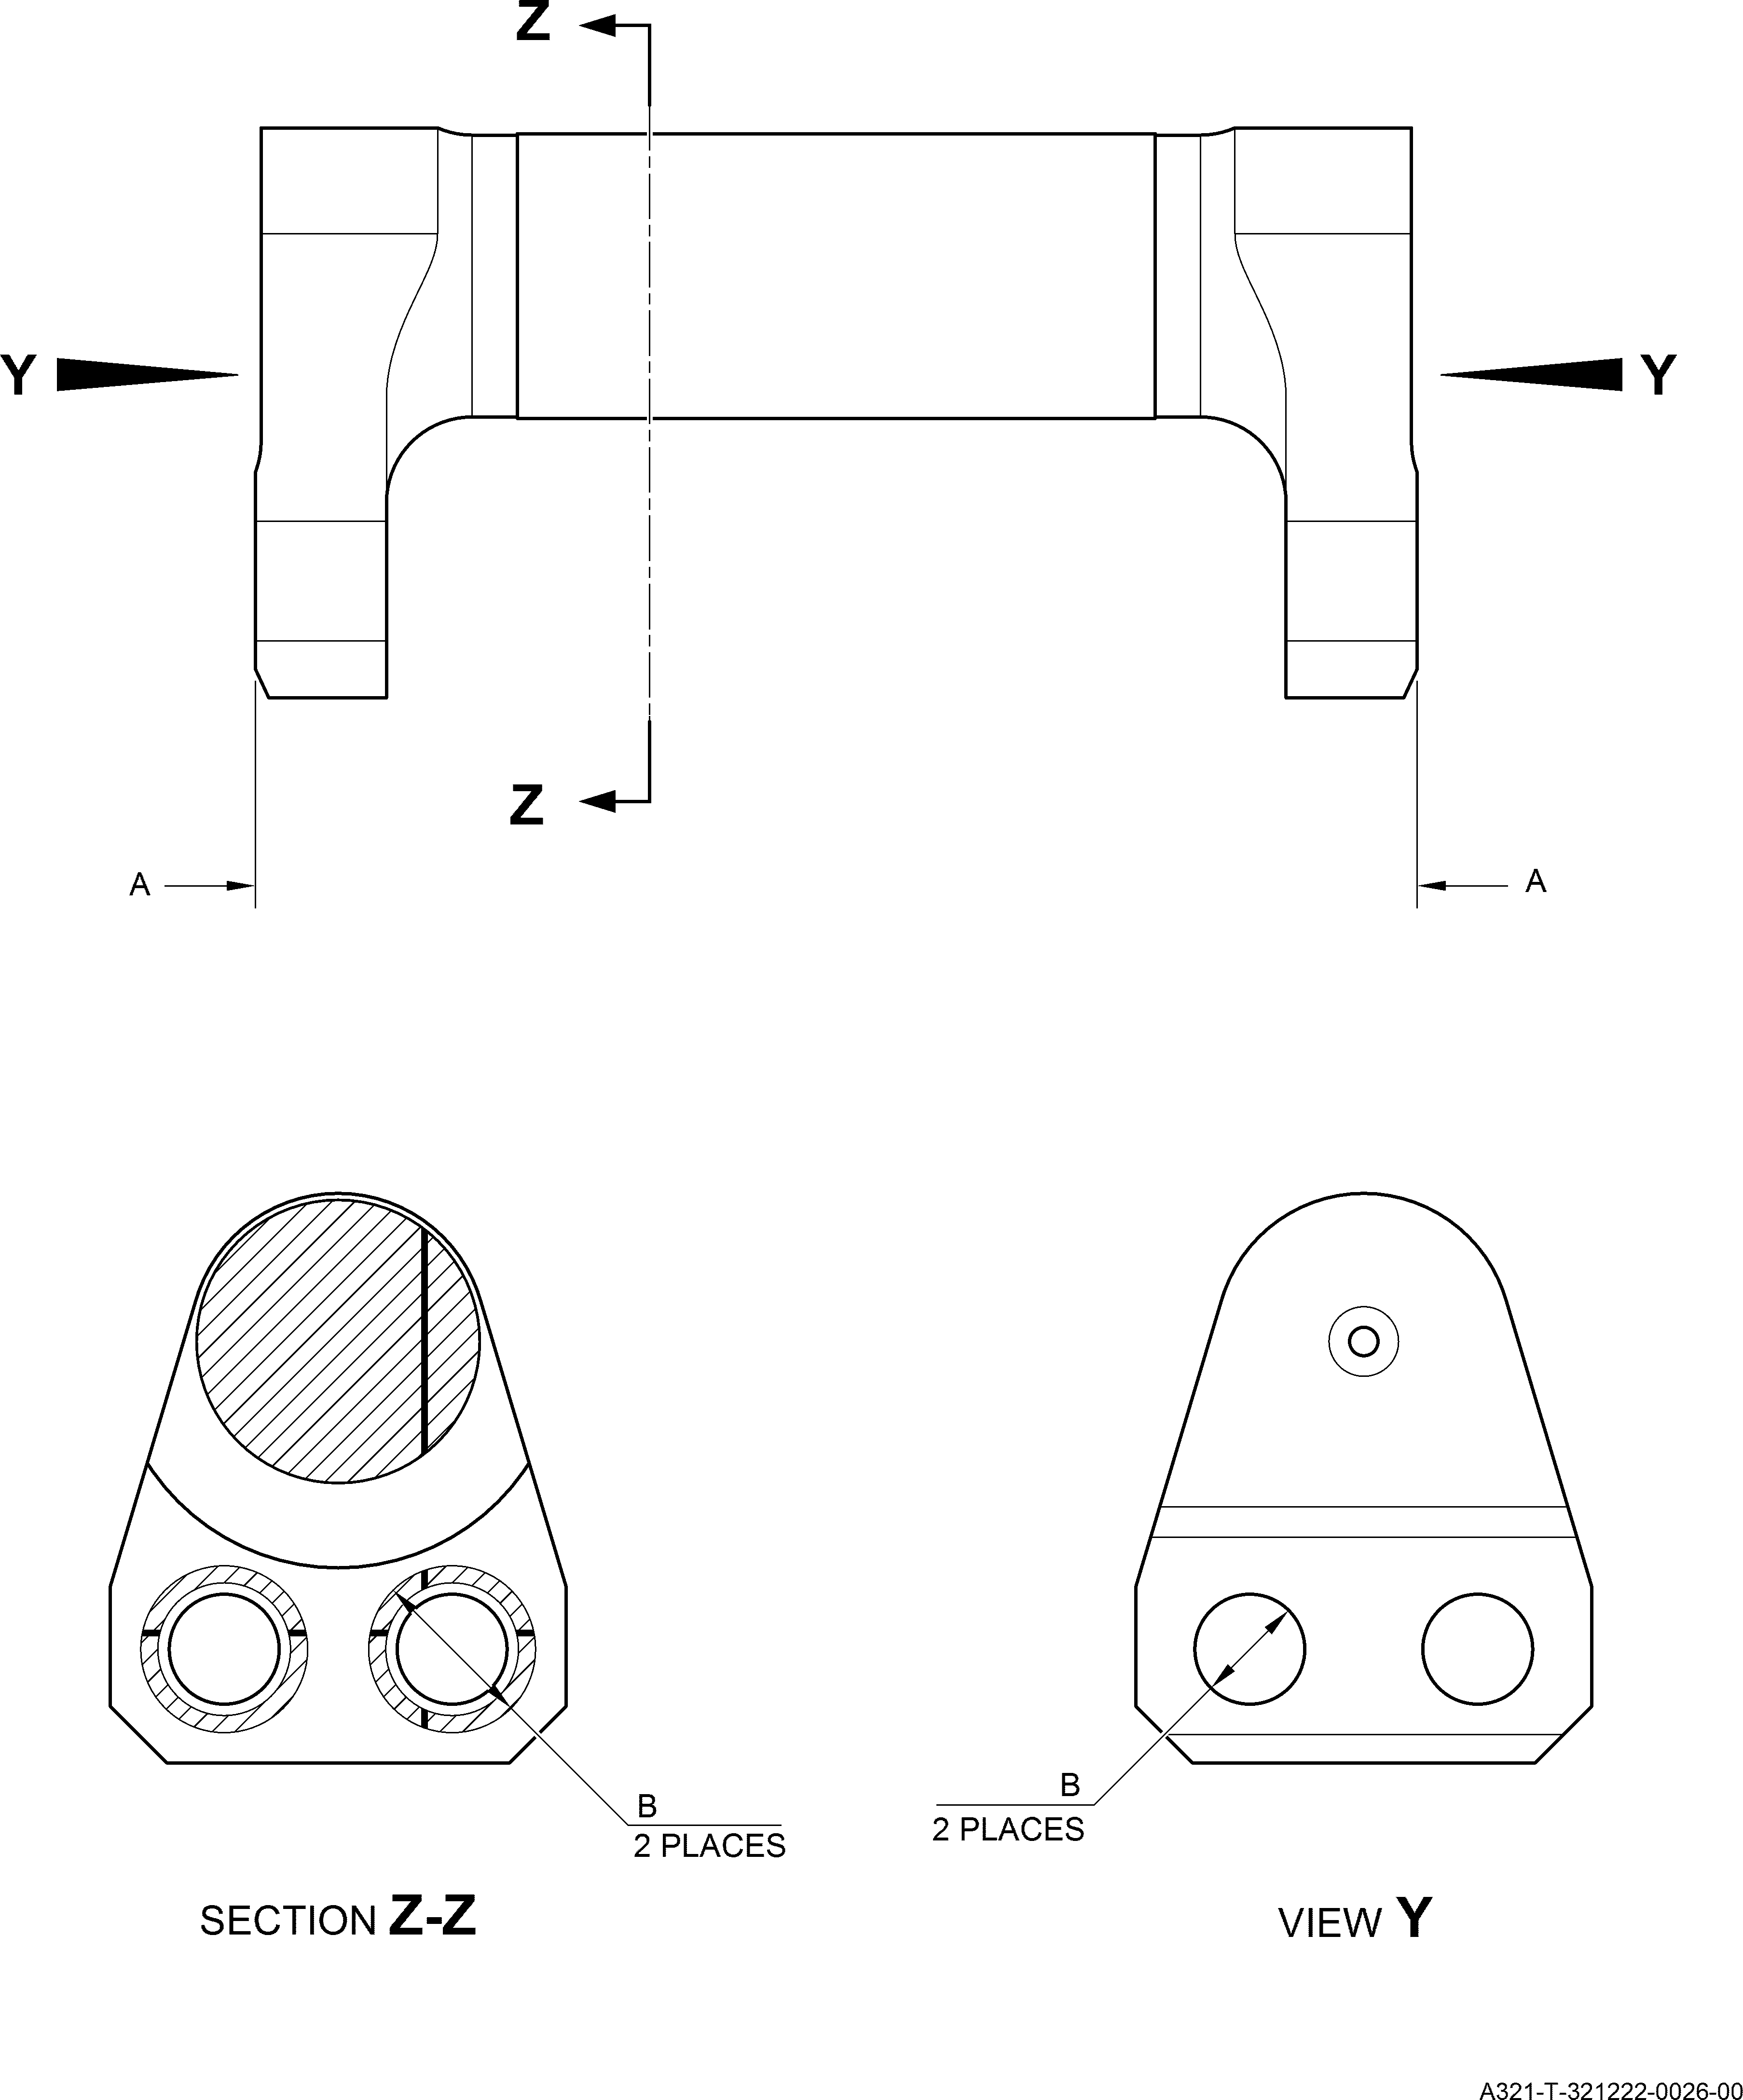 Z
Y
Y
Z
A
A
B
2 PLACES
B
2 PLACES
SECTION Z-Z
VIEW Y
A321-T-321222-0026-00